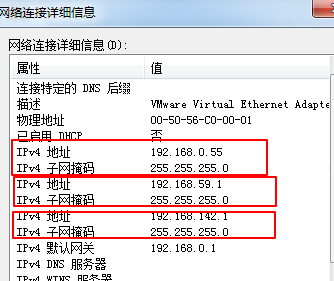 网络连接详细信息
网络连接详细信息(D):
属性 值
连接特定的 DNS 后缀
描述 VMware Virtual Ethernet Adapte
物理地址 00-50-56-C0-00-01
已启用 DHCP 否
IPv4 地址 192.168.0.55
IPv4 子网掩码 255.255.255.0
IPv4 地址 192.168.59.1
IPv4 子网掩码 255.255.255.0
IPv4 地址 192.168.142.1
IPv4 子网掩码 255.255.255.0
IPv4 默认网关 192.168.0.1
IPv4 DNS 服务器
IPv4 WINS 服务器